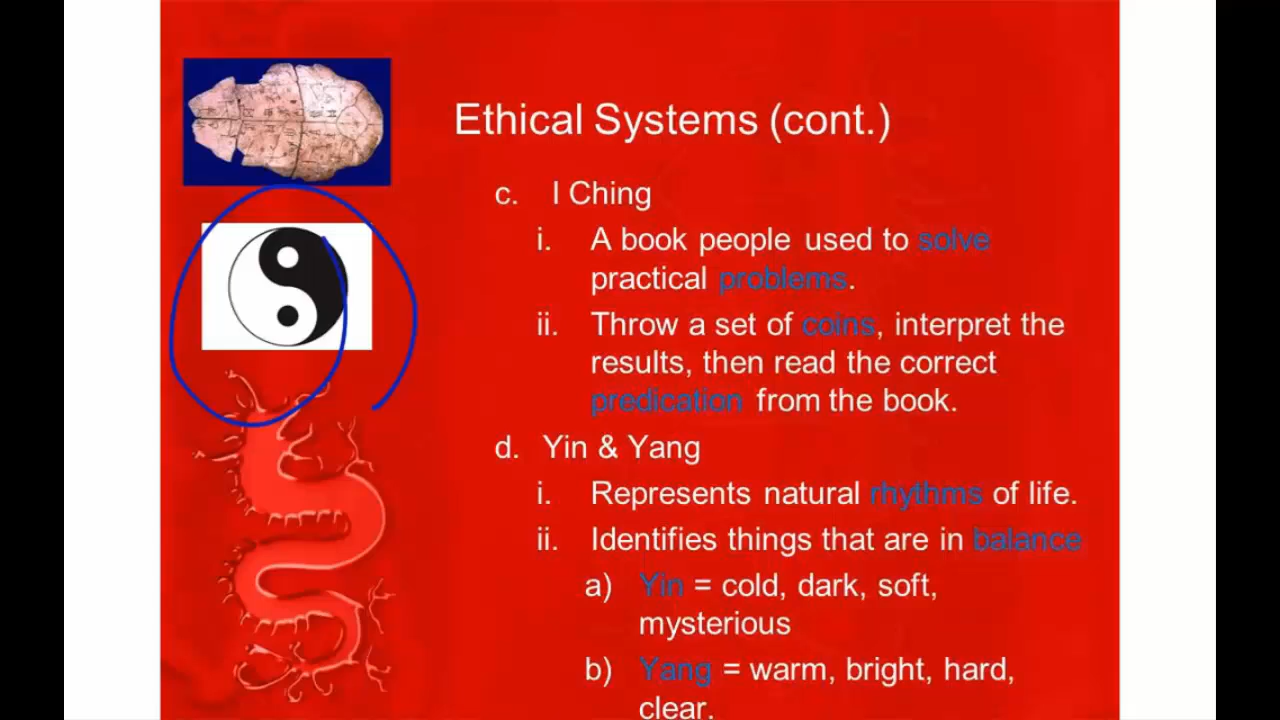 Ethical Systems (cont.)
c. I Ching
i. A book people used to solve
practical problems.
ii. Throw a set of coins, interpret the
results, then read the correct
predication from the book.
d. Yin & Yang
i. Represents natural rhythms of life.
ii. Identifies things that are in balance
a) Yin = cold, dark, soft,
mysterious
b) Yang = warm, bright, hard,
clear.